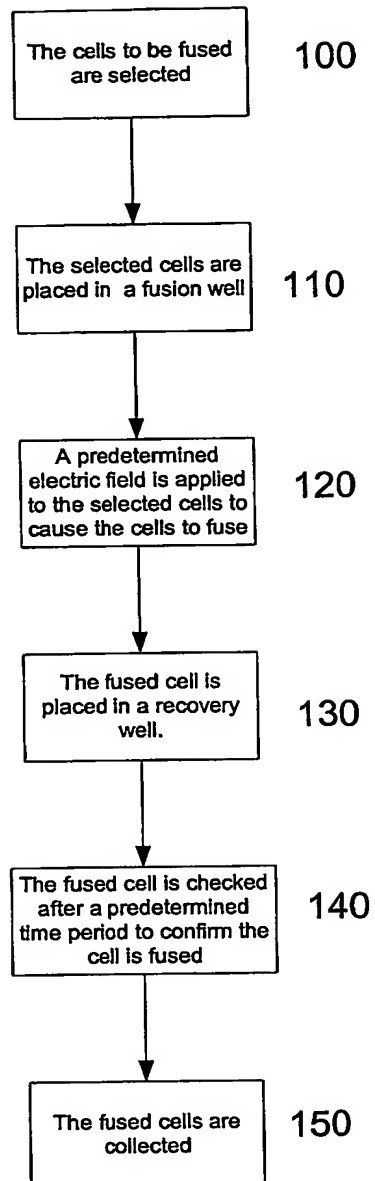 The cells to be fused
are selected
100
The selected cells are
placed in a fusion well
110
A predetermined
electric field is applied
to the selected cells to
cause the cells to fuse
120
The fused cell is
placed in a recovery
well.
130
The fused cell is checked
after a predetermined
time period to confirm the
cell is fused
140
The fused cells are
collected
150